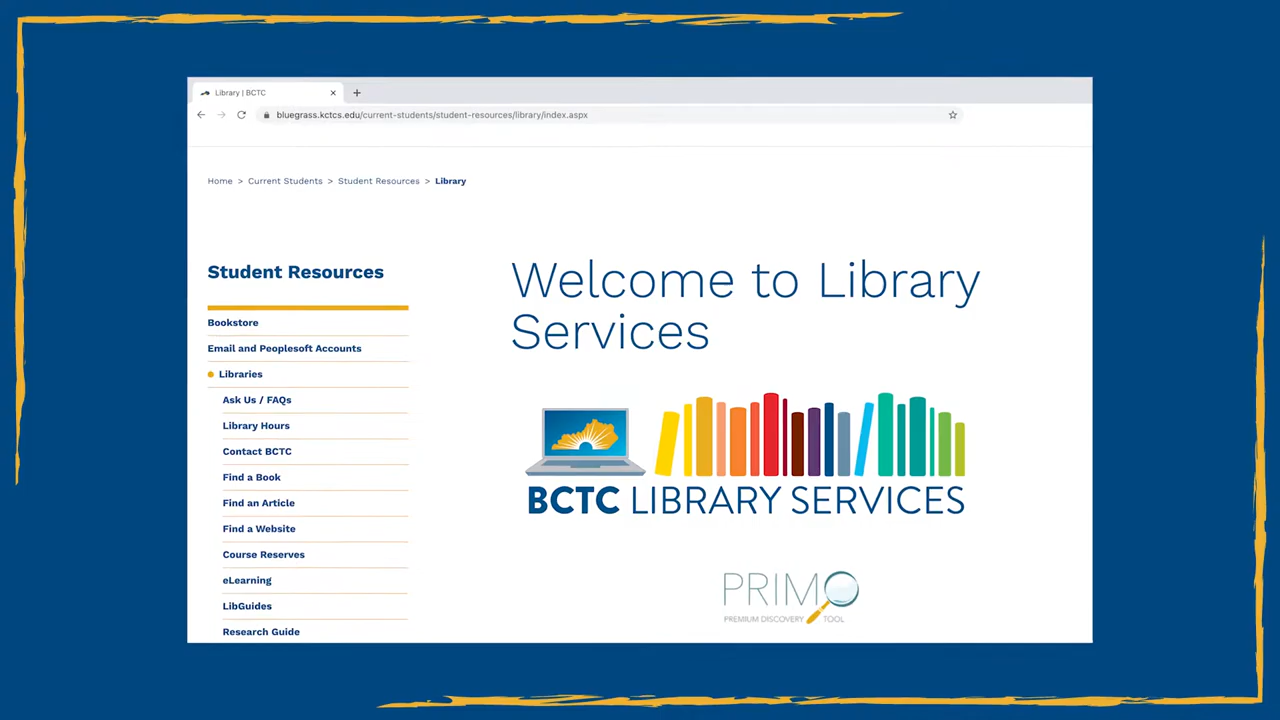 Library | BCTC
bluegrass.kctcs.edu/current-students/student-resources/library/index.aspx
Home > Current Students > Student Resources > Library
Student Resources
Bookstore
Email and Peoplesoft Accounts
Libraries
Ask Us / FAQs
Library Hours
Contact BCTC
Find a Book
Find an Article
Find a Website
Course Reserves
eLearning
LibGuides
Research Guide
Welcome to Library
Services
BCTC LIBRARY SERVICES
PRIMO
PREMIUM DISCOVERY TOOL